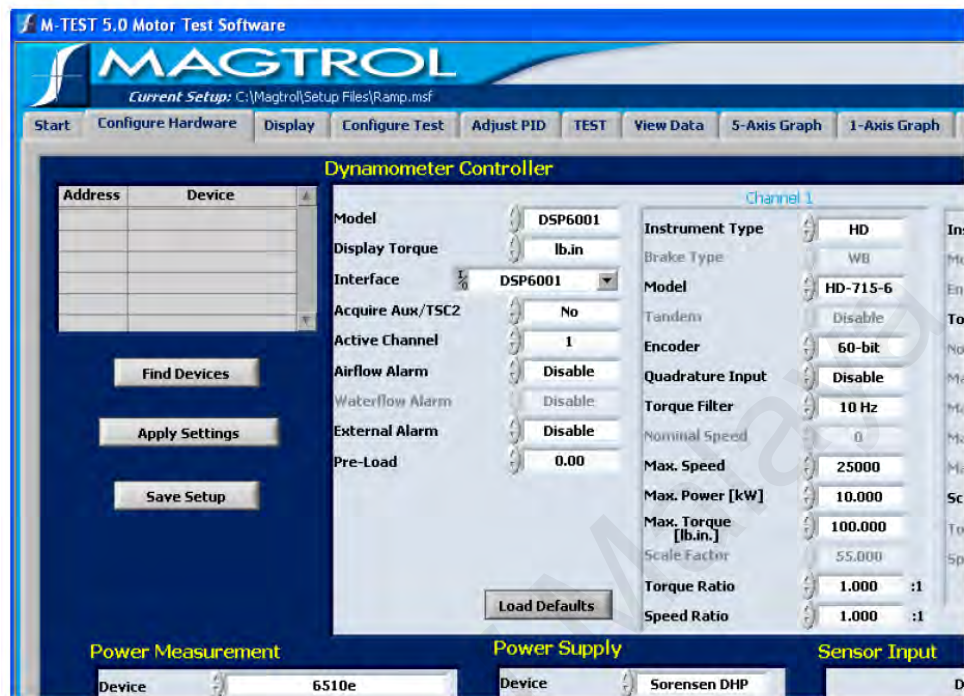 M-TEST 5.0 Motor Test Software
MAGTROL
Current Setup: C:\Magtrol\Setup Files\Ramp.msf
Start Configure Hardware Display Configure Test Adjust PID TEST View Data 5-Axis Graph 1-Axis Graph
Dynamometer Controller
Address Device
Find Devices
Apply Settings
Save Setup
Model DSP6001
Display Torque lb.in
Interface I/O DSP6001
Acquire Aux/TSC2 No
Active Channel 1
Airflow Alarm Disable
Waterflow Alarm Disable
External Alarm Disable
Pre-Load 0.00
Load Defaults
Channel 1
Instrument Type HD
Brake Type WB
Model HD-715-6
Tandem Disable
Encoder 60-bit
Quadrature Input Disable
Torque Filter 10 Hz
Nominal Speed 0
Max. Speed 25000
Max. Power [kW] 10.000
Max. Torque
[lb.in.] 100.000
Scale Factor 55.000
Torque Ratio 1.000 :1
Speed Ratio 1.000 :1
Power Measurement
Device 6510e
Power Supply
Device Sorensen DHP
Sensor Input